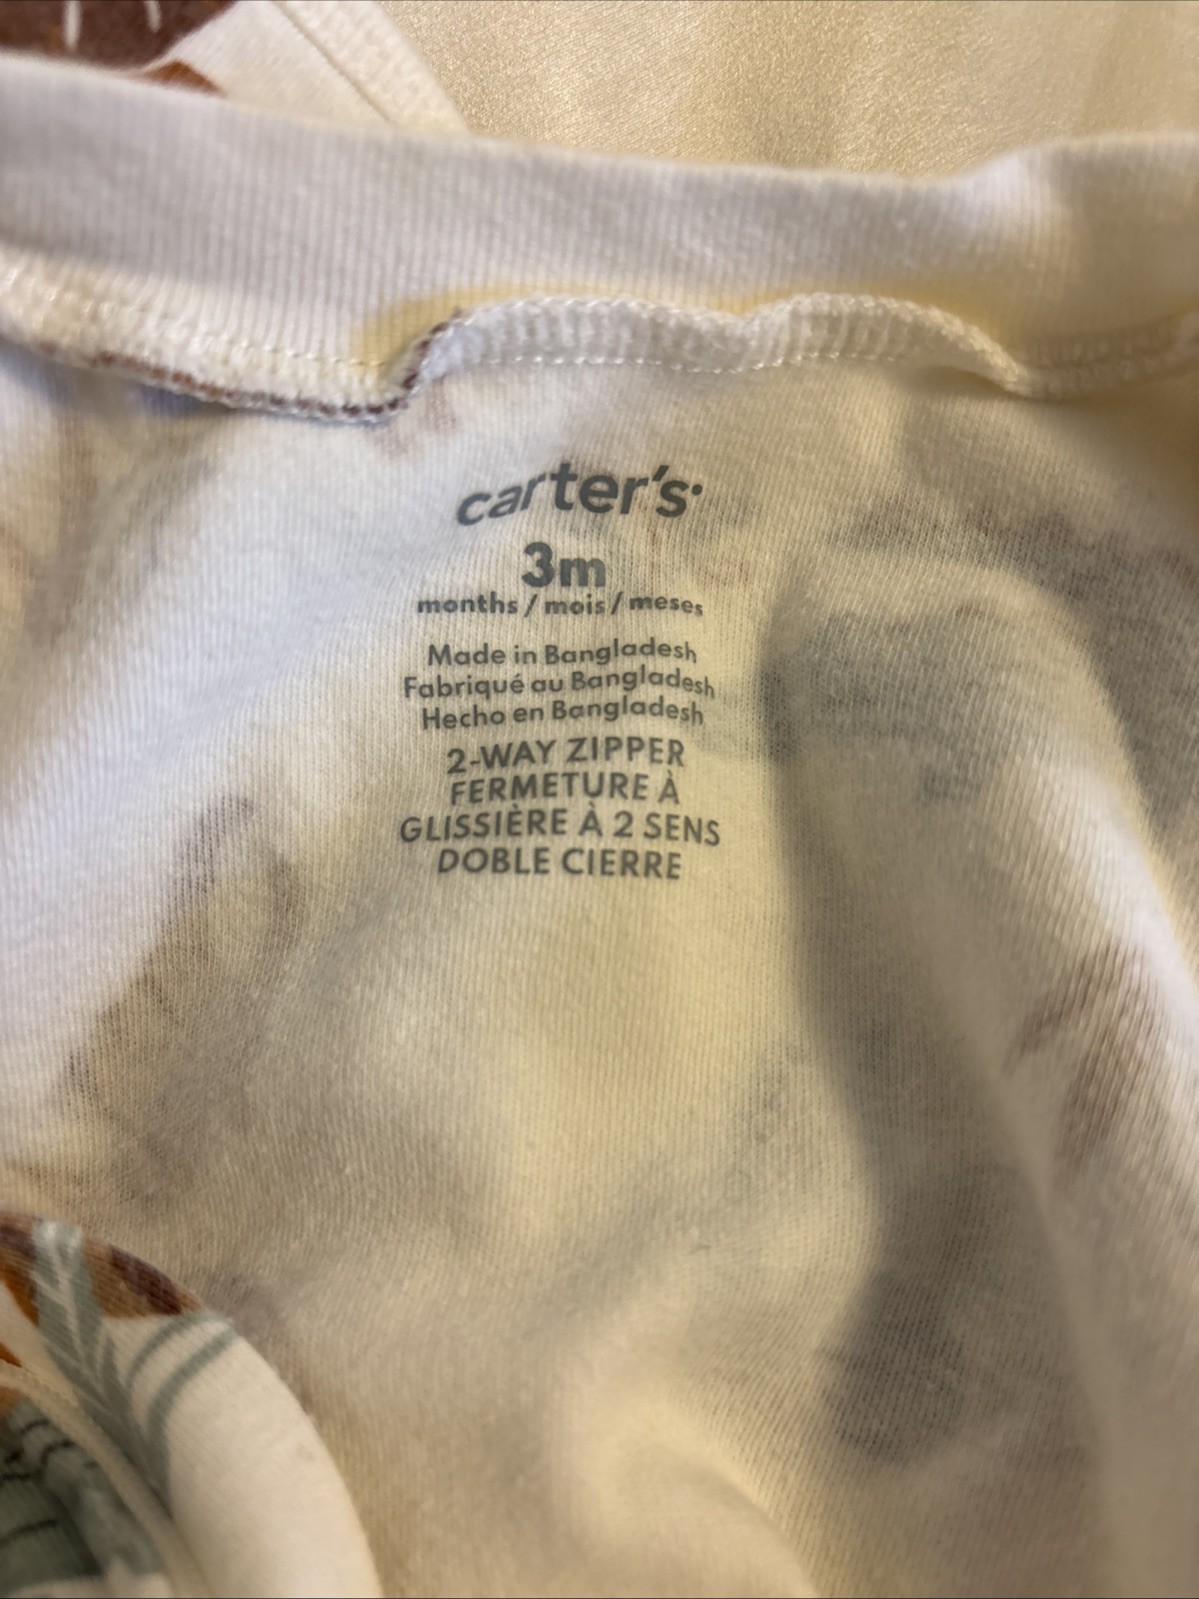 carter's
3m
months / mois / meses
Made in Bangladesh
Fabriqué au Bangladesh
Hecho en Bangladesh
2-WAY ZIPPER
FERMETURE À
GLISSIÈRE À 2 SENS
DOBLE CIERRE